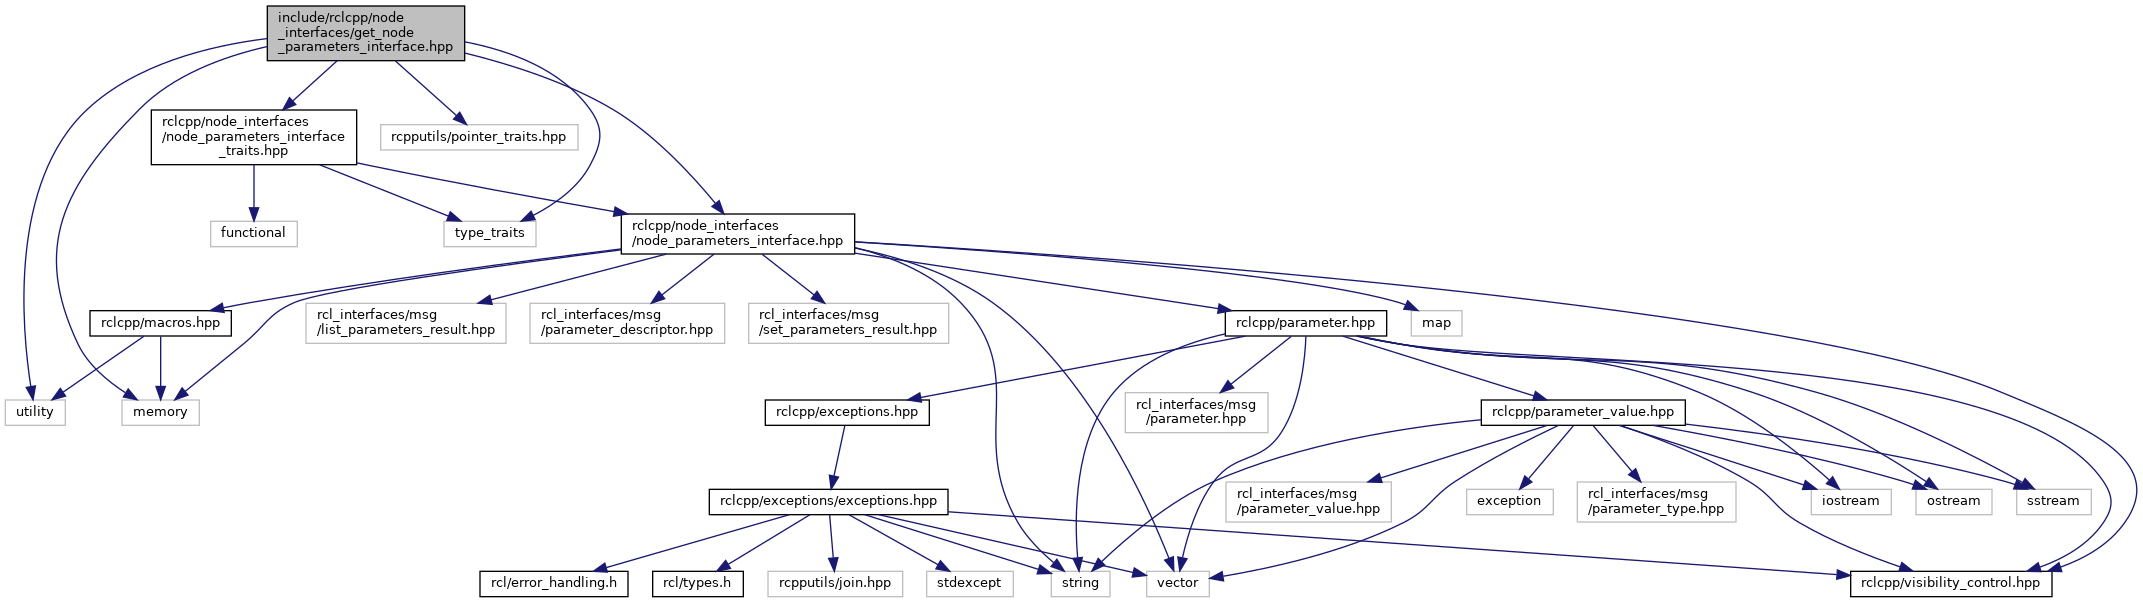 include/rclcpp/node
_interfaces/get_node
_parameters_interface.hpp
rclcpp/node_interfaces
/node_parameters_interface
_traits.hpp
rcpputils/pointer_traits.hpp
functional
type_traits
rclcpp/node_interfaces
/node_parameters_interface.hpp
rclcpp/macros.hpp
rcl_interfaces/msg
/list_parameters_result.hpp
rcl_interfaces/msg
/parameter_descriptor.hpp
rcl_interfaces/msg
/set_parameters_result.hpp
rclcpp/parameter.hpp
map
utility
memory
rclcpp/exceptions.hpp
rcl_interfaces/msg
/parameter.hpp
rclcpp/parameter_value.hpp
rclcpp/exceptions/exceptions.hpp
rcl_interfaces/msg
/parameter_value.hpp
exception
rcl_interfaces/msg
/parameter_type.hpp
iostream
ostream
sstream
rcl/error_handling.h
rcl/types.h
rcpputils/join.hpp
stdexcept
string
vector
rclcpp/visibility_control.hpp